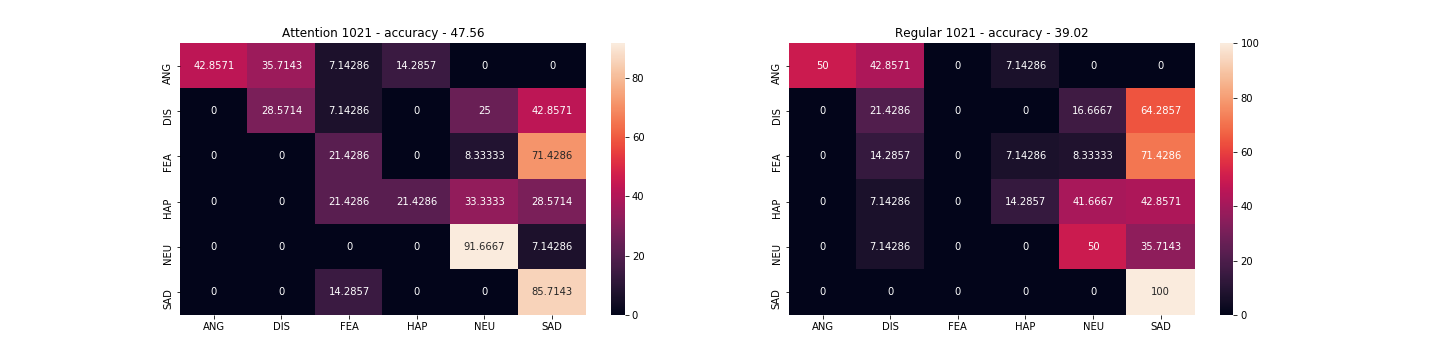 Attention 1021 - accuracy - 47.56
ANG 42.8571 35.7143 7.14286 14.2857 0 0
DIS 0 28.5714 7.14286 0 25 42.8571
FEA 0 0 21.4286 0 8.33333 71.4286
HAP 0 0 21.4286 21.4286 33.3333 28.5714
NEU 0 0 0 0 91.6667 7.14286
SAD 0 0 14.2857 0 0 85.7143
ANG DIS FEA HAP NEU SAD
80
60
40
20
0
Regular 1021 - accuracy - 39.02
ANG 50 42.8571 0 7.14286 0 0
DIS 0 21.4286 0 0 16.6667 64.2857
FEA 0 14.2857 0 7.14286 8.33333 71.4286
HAP 0 7.14286 0 14.2857 41.6667 42.8571
NEU 0 7.14286 0 0 50 35.7143
SAD 0 0 0 0 0 100
ANG DIS FEA HAP NEU SAD
100
80
60
40
20
0